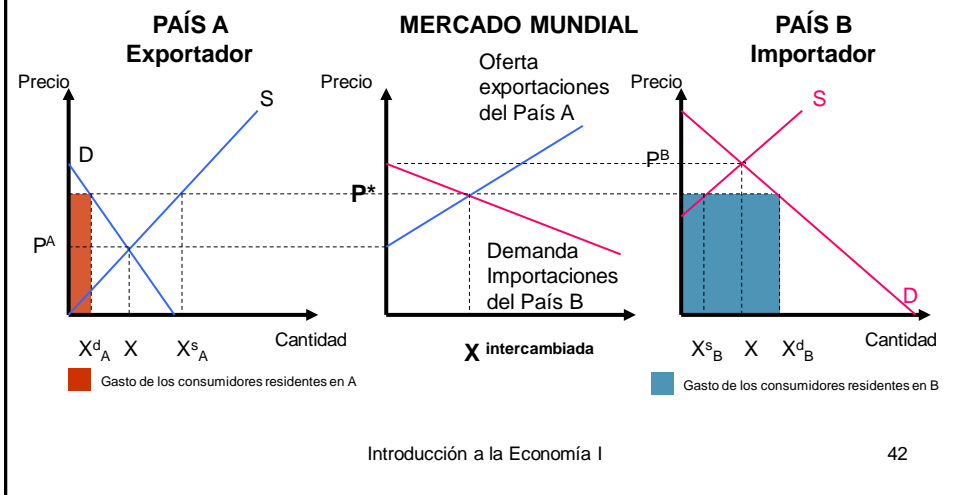 PAÍS A
Exportador
Precio
D
S
P^A
X^d_A X X^s_A
Cantidad
Gasto de los consumidores residentes en A
MERCADO MUNDIAL
Precio
Oferta
exportaciones
del País A
P*
Demanda
Importaciones
del País B
X intercambiada
PAÍS B
Importador
Precio
S
P^B
D
X^s_B X X^d_B
Cantidad
Gasto de los consumidores residentes en B
Introducción a la Economía I
42